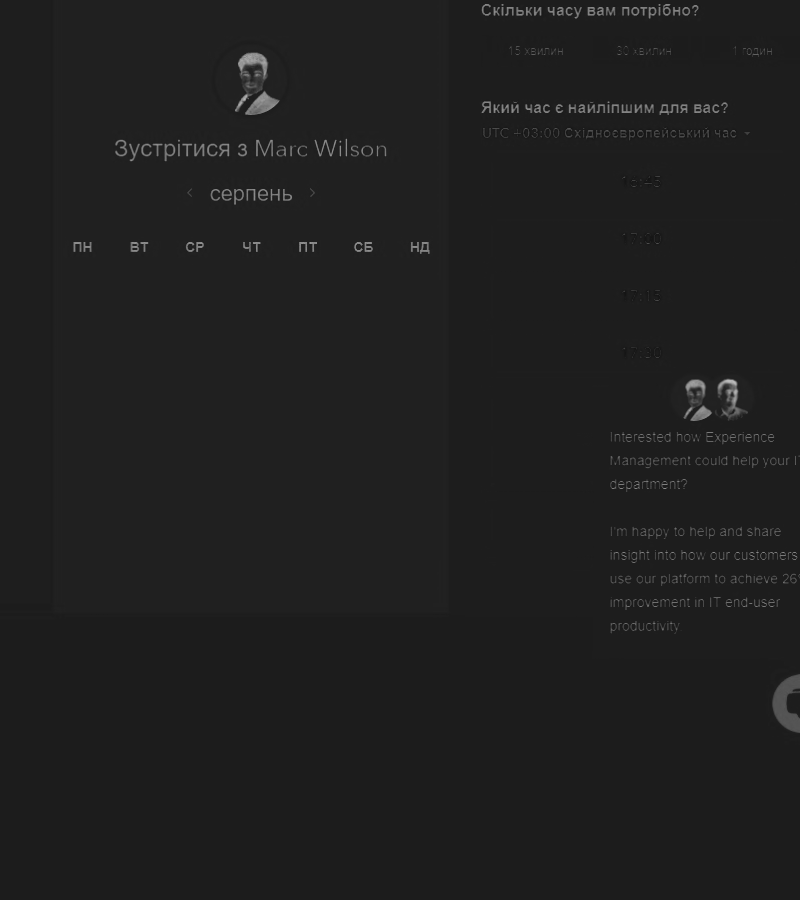 Зустрітися з Marc Wilson
серпень
ПН ВТ СР ЧТ ПТ СБ НД
Скільки часу вам потрібно?
15 хвилин 30 хвилин 1 годин
Який час є найліпшим для вас?
UTC +03:00 Східноєвропейський час
16:45
17:00
17:15
17:30
Interested how Experience
Management could help your IT
department?
I'm happy to help and share
insight into how our customers
use our platform to achieve 26%
improvement in IT end-user
productivity